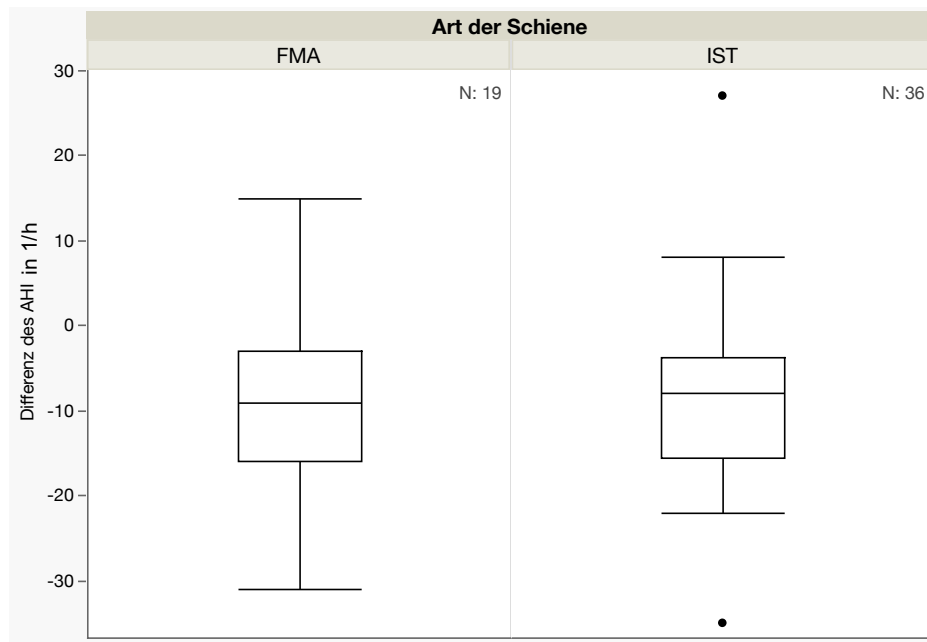 Art der Schiene
FMA
IST
N: 19
N: 36
Differenz des AHI in 1/h
30
20
10
0
-10
-20
-30